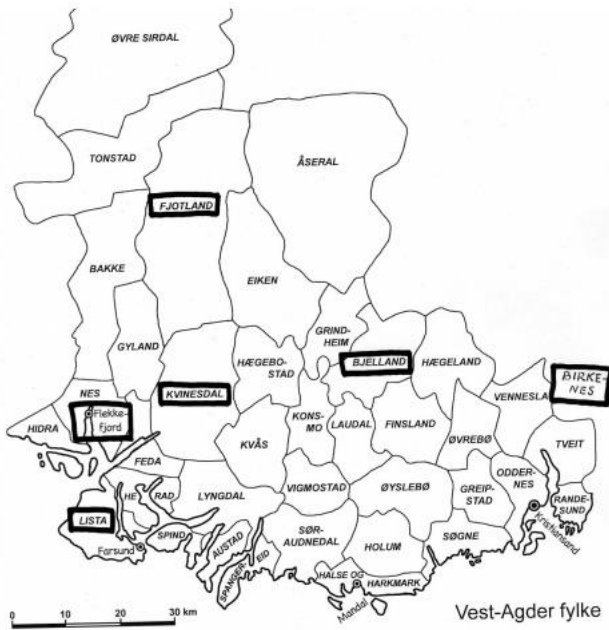 ØVRE SIRDAL
TONSTAD
ÅSERAL
FJOTLAND
BAKKE
EIKEN
GYLAND
GRIND-
HEIM
HÆGEBO-
STAD
BJELLAND
HÆGELAND
BIRKE-
NES
KVINESDAL
VENNESLA
NES
Flekke-
fjord
HIDRA
KVÅS
KONS-
MO
LAUDAL
FINSLAND
ØVREBØ
TVEIT
FEDA
ODDER-
NES
HE
RAD
LYNGDAL
VIGMOSTAD
ØYSLEBØ
GREIP-
STAD
RANDE-
SUND
LISTA
Kristiansand
Farsund
SPIND
AUSTAD
SPANGER-
EID
SØR-
AUDNEDAL
HOLUM
SØGNE
HALSE OG
HARKMARK
Mandal
0 10 20 30 km
Vest-Agder fylke